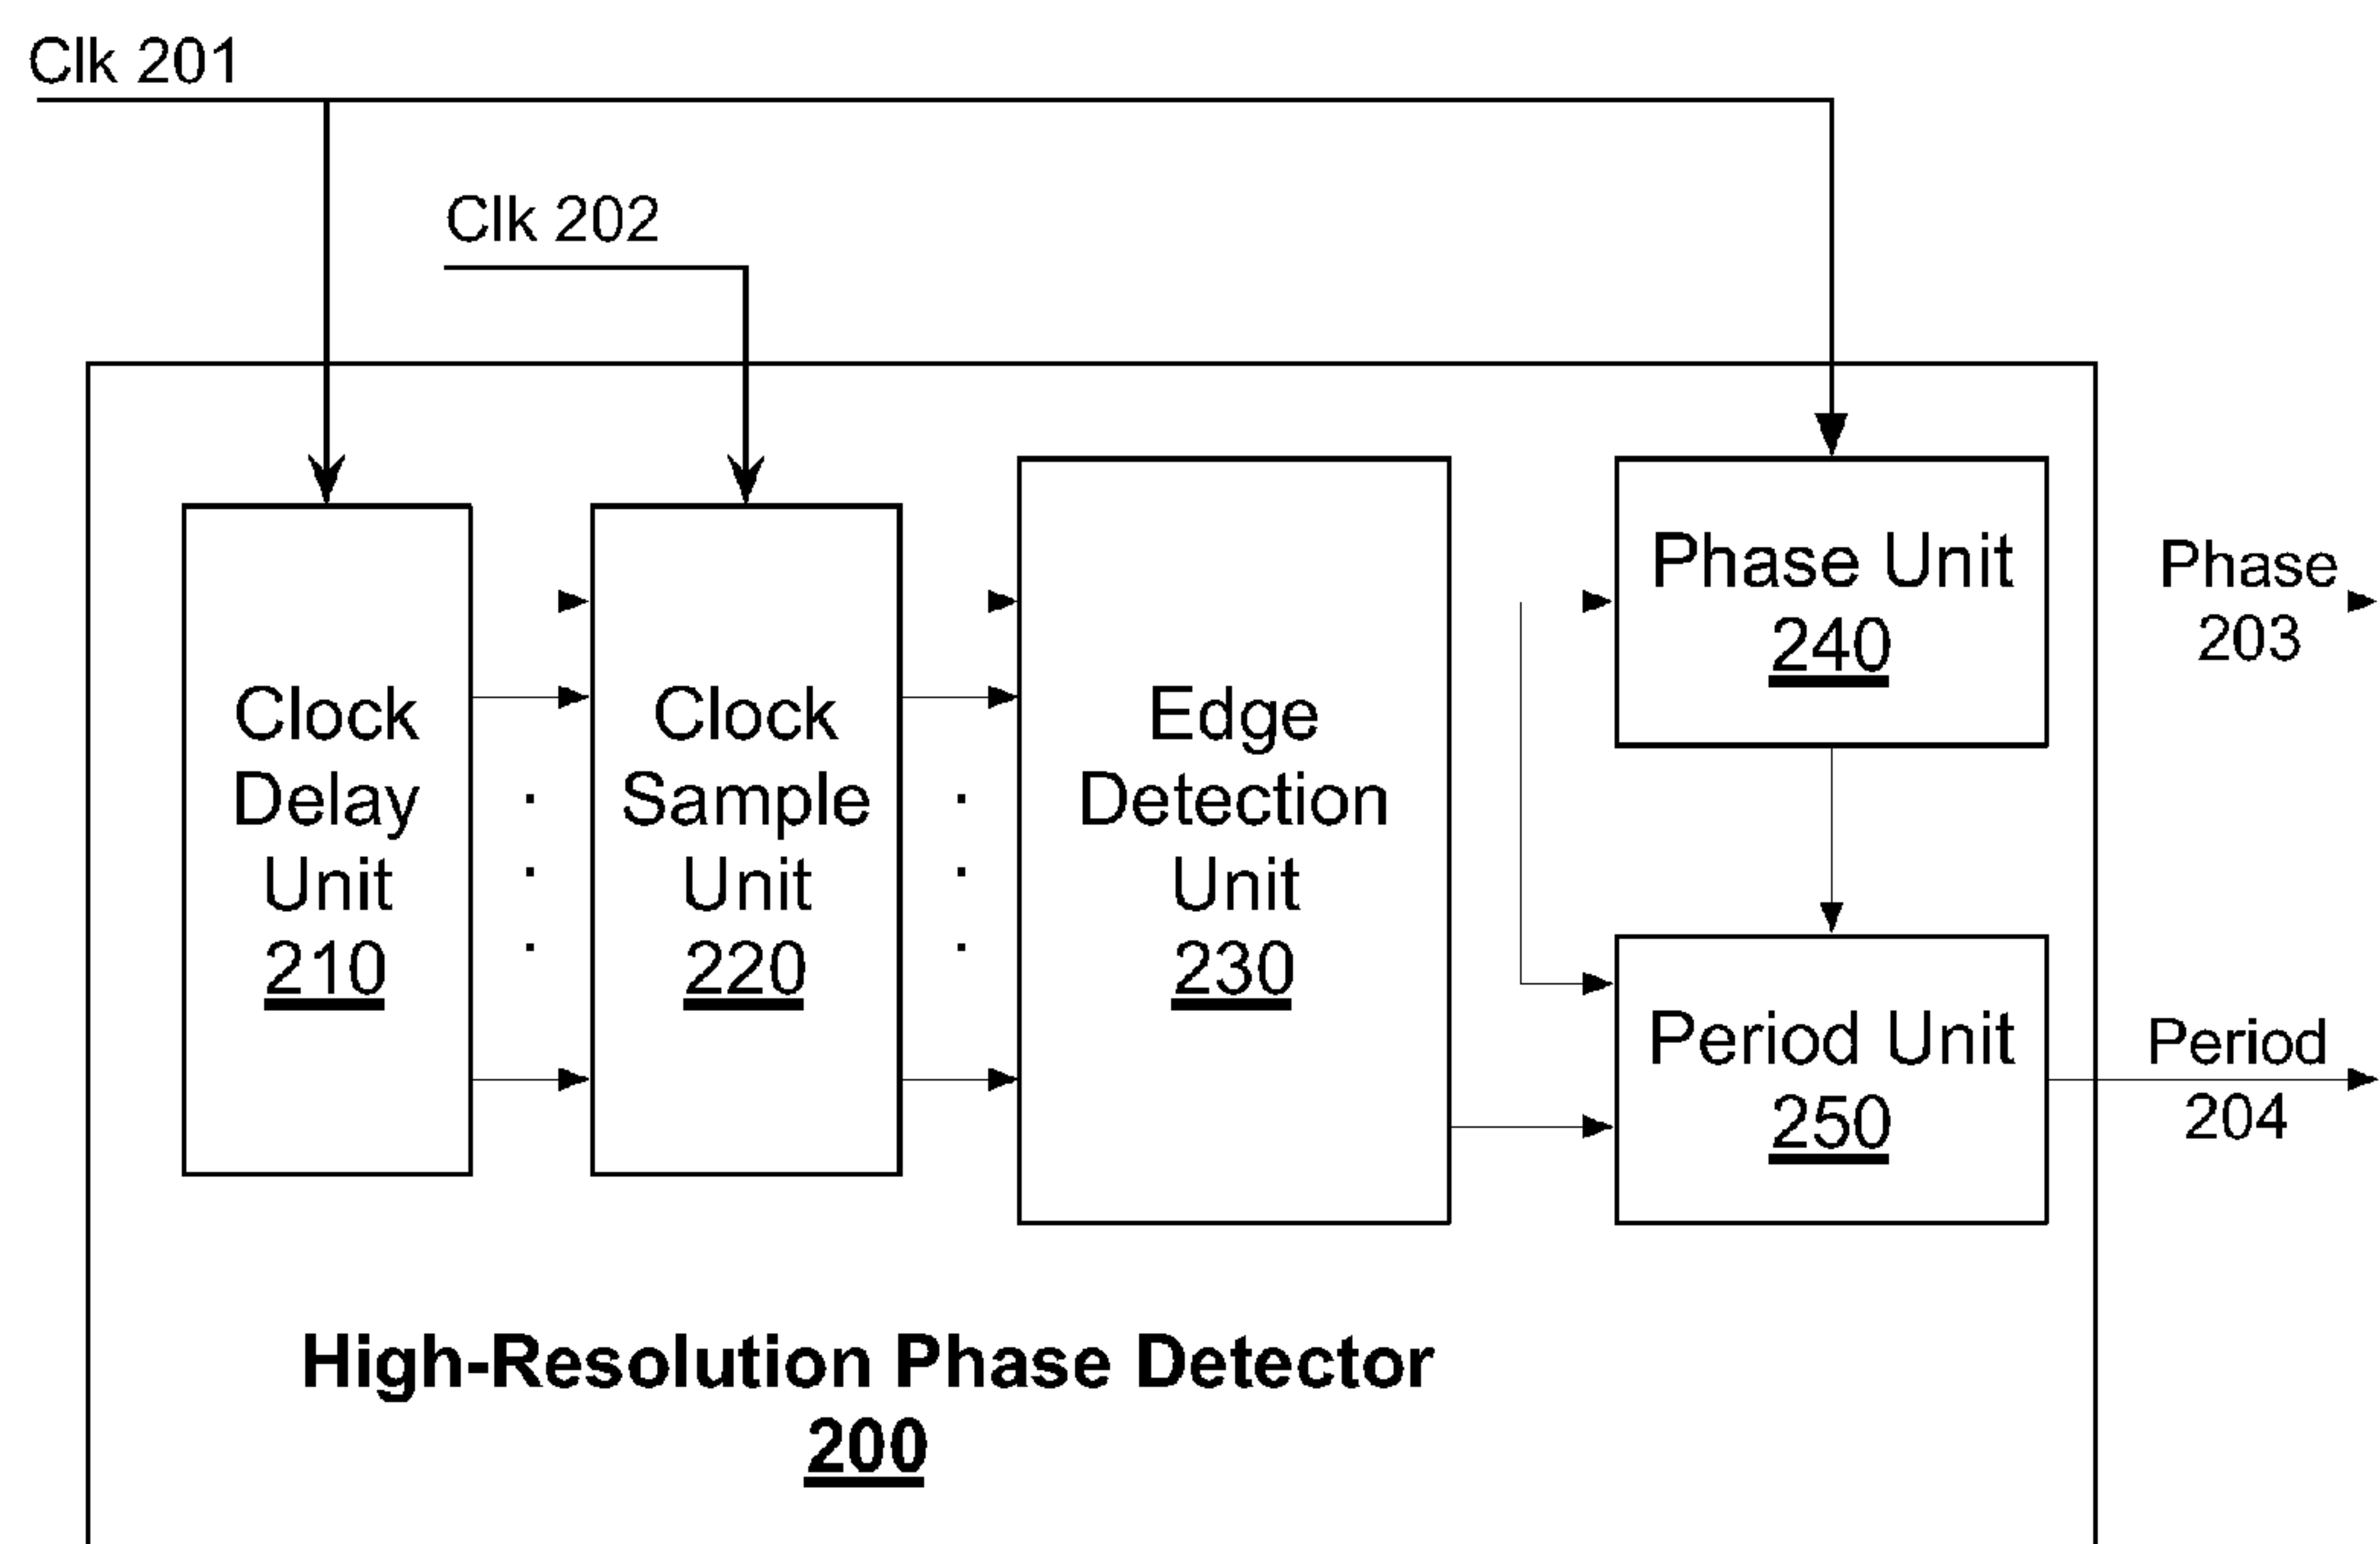 Clk 201
Clk 202
Clock
Delay
Unit
210
Clock
Sample
Unit
220
Edge
Detection
Unit
230
Phase Unit
240
Period Unit
250
Phase
203
Period
204
High-Resolution Phase Detector
200